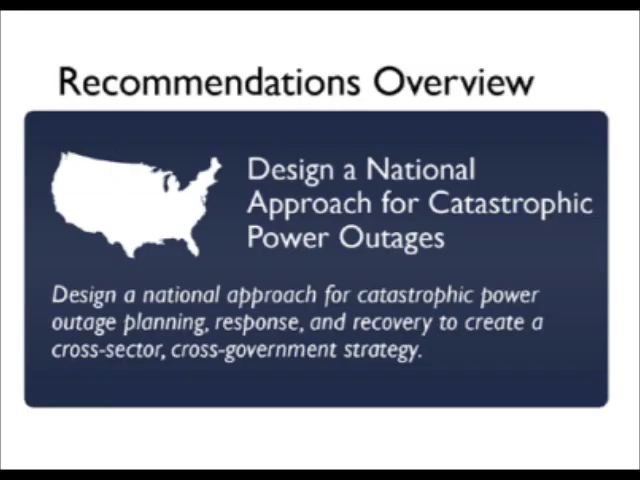 Recommendations Overview
Design a National
Approach for Catastrophic
Power Outages
Design a national approach for catastrophic power
outage planning, response, and recovery to create a
cross-sector, cross-government strategy.